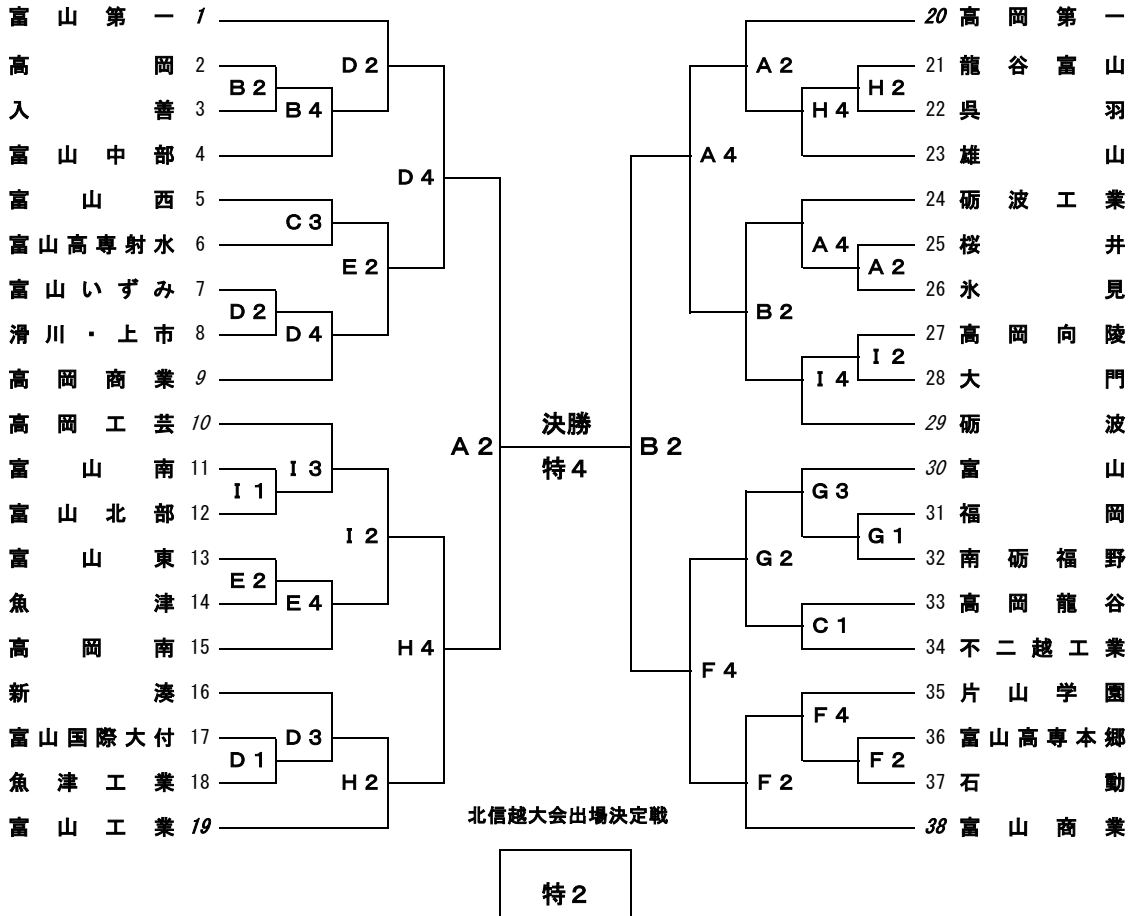 富山第一 1
高岡 2
入善 3
富山中部 4
富山西 5
富山高専射水 6
富山いずみ 7
滑川・上市 8
高岡商業 9
高岡工芸 10
富山南 11
富山北部 12
富山東 13
魚津 14
高岡南 15
新湊 16
富山国際大付 17
魚津工業 18
富山工業 19
B2
D2
I1
E2
D1
B4
C3
D4
I3
E4
D3
D2
E2
I2
H2
D4
H4
A2
決勝
特4
B2
A4
F4
A2
B2
G2
F2
H4
A4
I4
G3
C1
F4
H2
A2
I2
G1
F2
20 高岡第一
21 龍谷富山
22 呉羽
23 雄山
24 砺波工業
25 桜井
26 氷見
27 高岡向陵
28 大門
29 砺波
30 富山
31 福岡
32 南砺福野
33 高岡龍谷
34 不二越工業
35 片山学園
36 富山高専本郷
37 石動
38 富山商業
北信越大会出場決定戦
特2